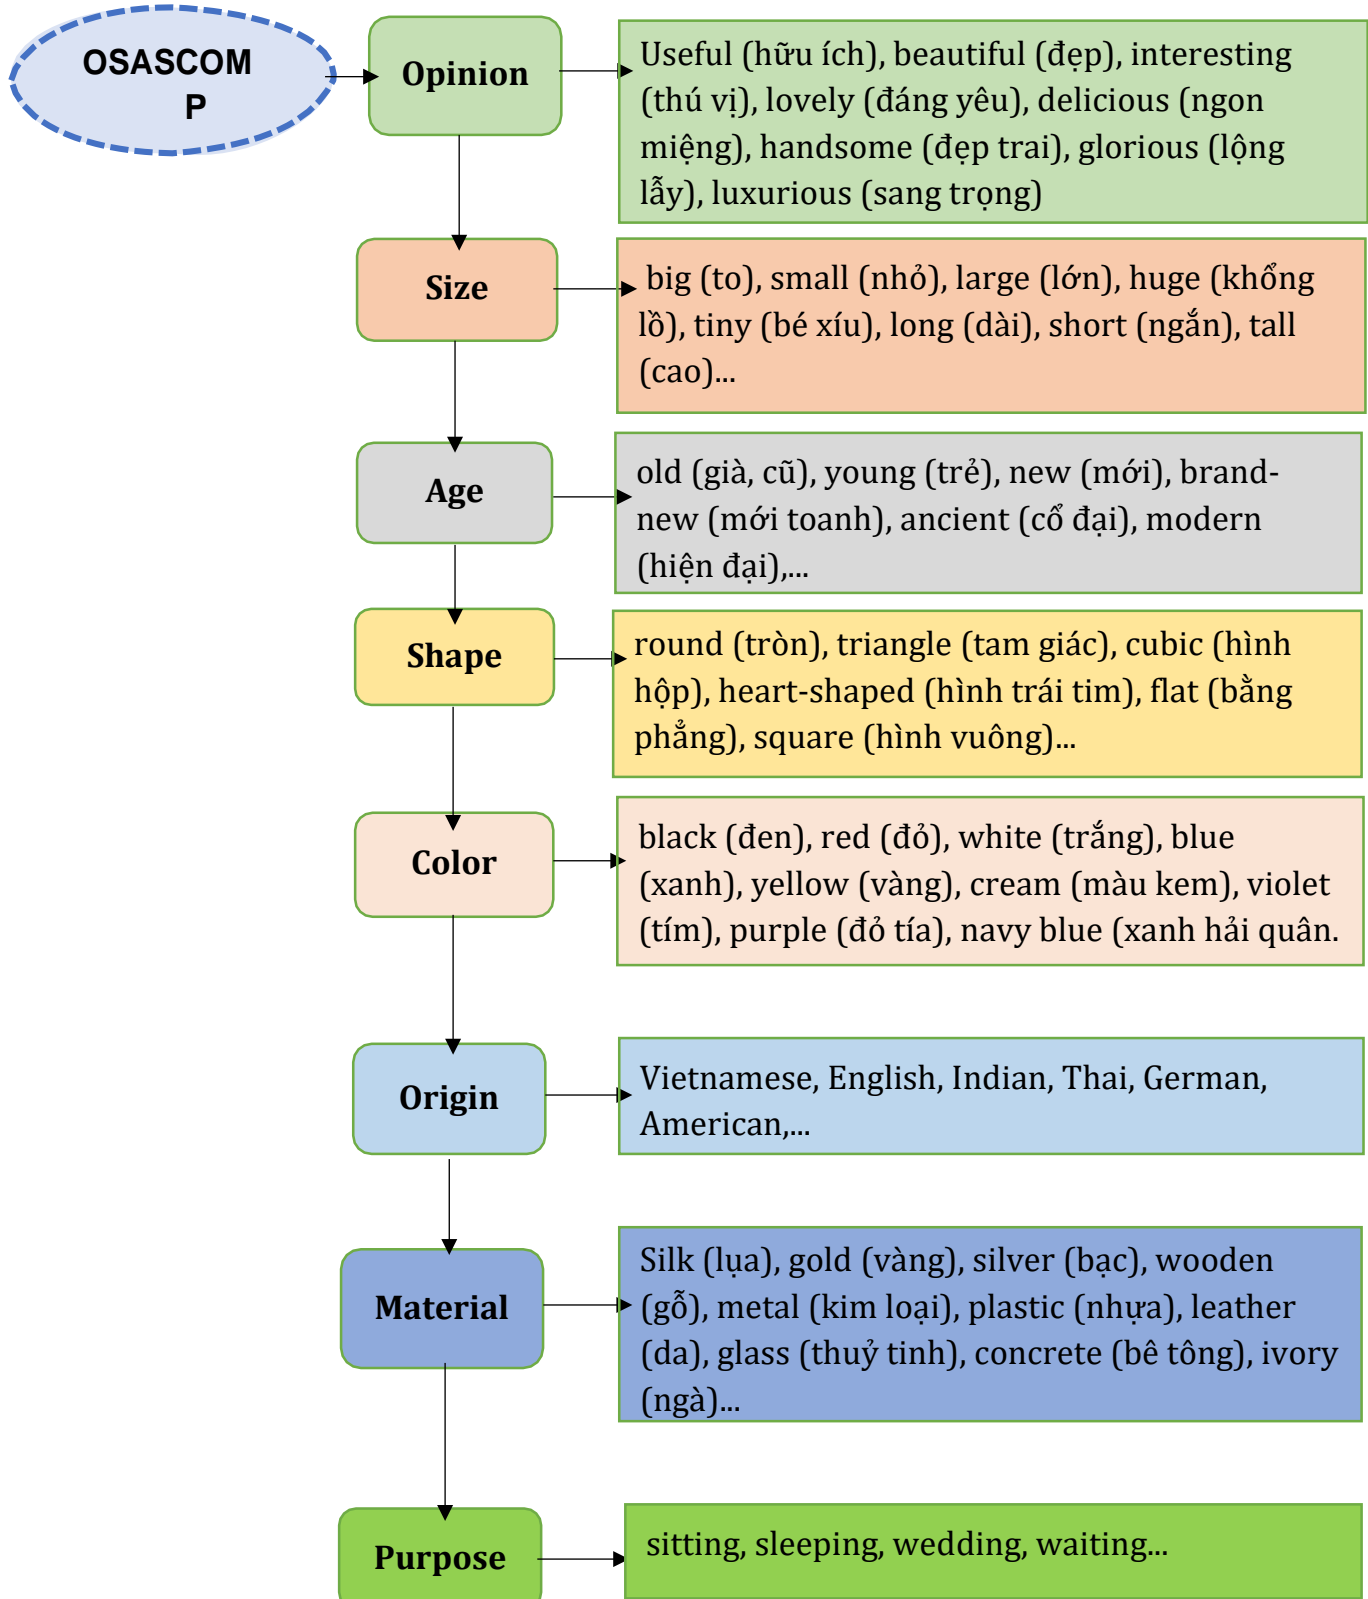 OSASCOM
P
Opinion
Useful (hữu ích), beautiful (đẹp), interesting
(thú vị), lovely (đáng yêu), delicious (ngon
miệng), handsome (đẹp trai), glorious (lộng
lẫy), luxurious (sang trọng)
Size
big (to), small (nhỏ), large (lớn), huge (khổng
lồ), tiny (bé xíu), long (dài), short (ngắn), tall
(cao)...
Age
old (già, cũ), young (trẻ), new (mới), brand-
new (mới toanh), ancient (cổ đại), modern
(hiện đại),...
Shape
round (tròn), triangle (tam giác), cubic (hình
hộp), heart-shaped (hình trái tim), flat (bằng
phẳng), square (hình vuông)...
Color
black (đen), red (đỏ), white (trắng), blue
(xanh), yellow (vàng), cream (màu kem), violet
(tím), purple (đỏ tía), navy blue (xanh hải quân.
Origin
Vietnamese, English, Indian, Thai, German,
American,...
Material
Silk (lụa), gold (vàng), silver (bạc), wooden
(gỗ), metal (kim loại), plastic (nhựa), leather
(da), glass (thuỷ tinh), concrete (bê tông), ivory
(ngà)...
Purpose
sitting, sleeping, wedding, waiting...